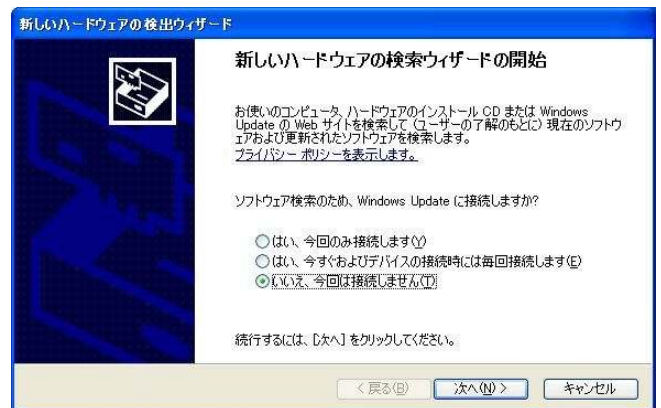 新しいハードウェアの検出ウィザード
新しいハードウェアの検索ウィザードの開始
お使いのコンピュータ、ハードウェアのインストール CD または Windows
Update の Web サイトを検索して (ユーザーの了解のもとに) 現在のソフトウ
ェアおよび更新されたソフトウェアを検索します。
プライバシー ポリシーを表示します。
ソフトウェア検索のため、Windows Update に接続しますか?
はい、今回のみ接続します(Y)
はい、今すぐおよびデバイスの接続時には毎回接続します(E)
いいえ、今回は接続しません(T)
続行するには、[次へ] をクリックしてください。
< 戻る(B) 次へ(N) > キャンセル